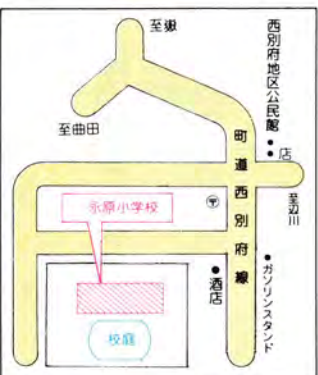 至曲田
西別府地区公民館
店
町道西別府線
至辺川
永原小学校
〒
酒店
ガソリンスタンド
校庭